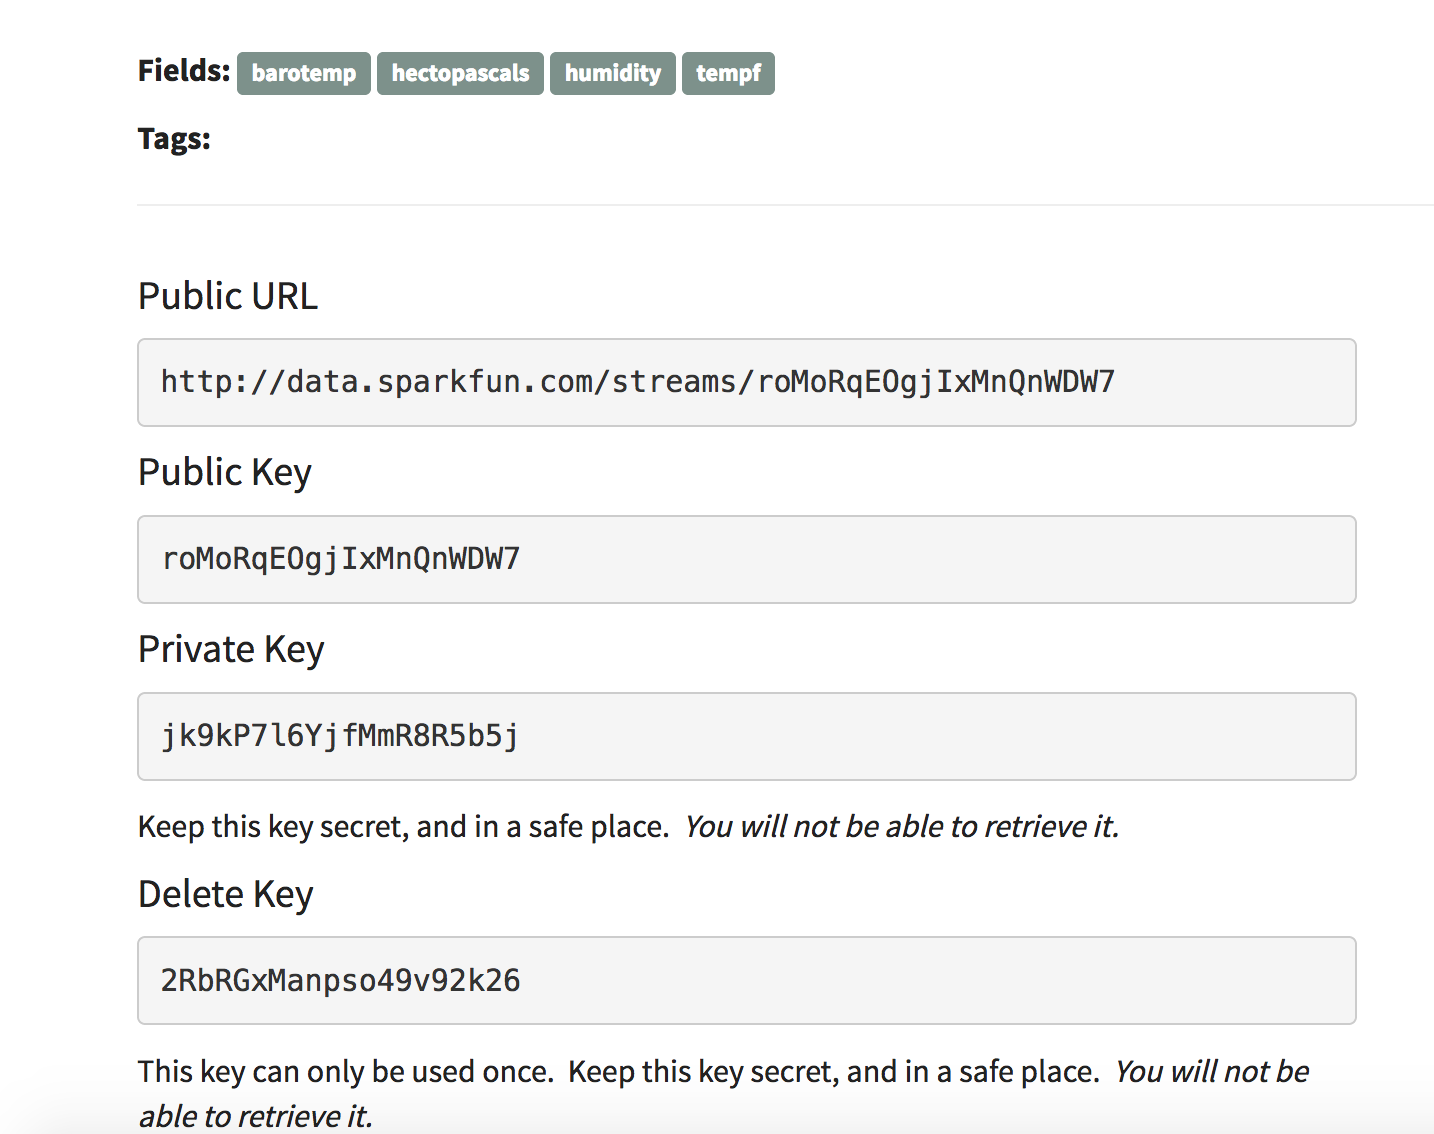 Fields: barotemp hectopascals humidity tempf
Tags:
Public URL
http://data.sparkfun.com/streams/roMoRqEOgjIxMnQnWDW7
Public Key
roMoRqEOgjIxMnQnWDW7
Private Key
jk9kP7l6YjfMmR8R5b5j
Keep this key secret, and in a safe place. You will not be able to retrieve it.
Delete Key
2RbRGxManpso49v92k26
This key can only be used once. Keep this key secret, and in a safe place. You will not be
able to retrieve it.